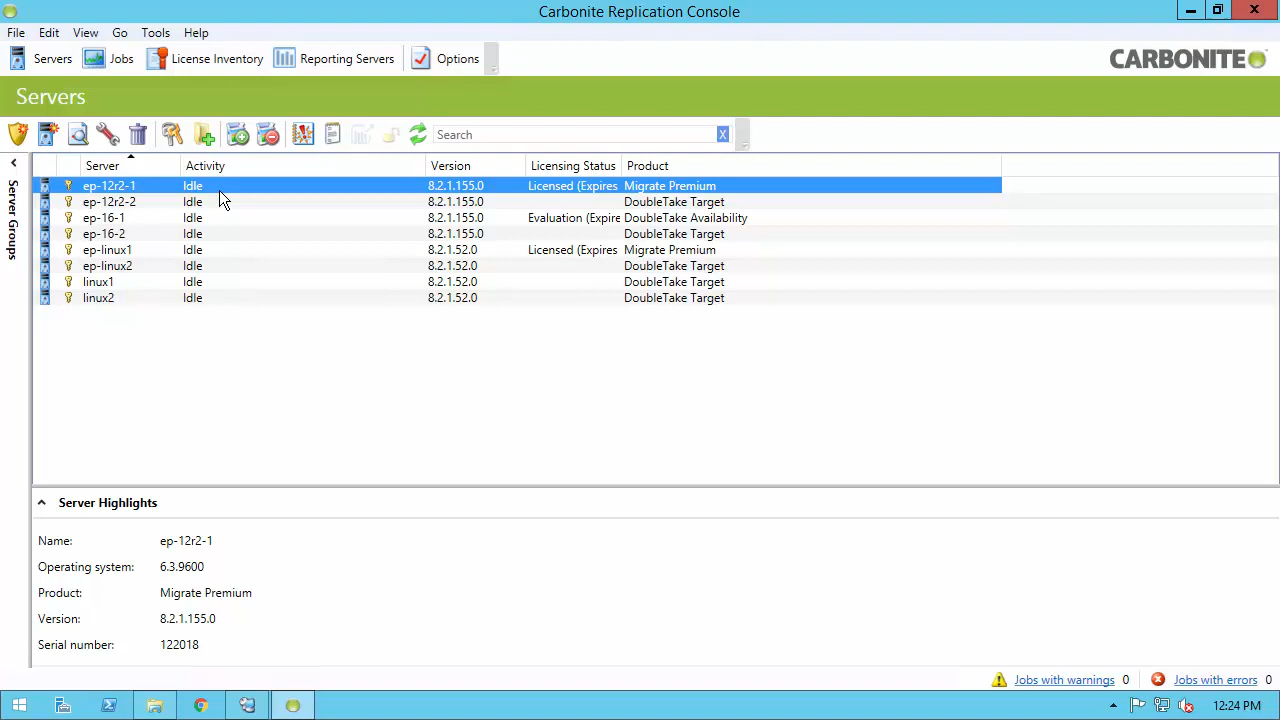 Carbonite Replication Console
File Edit View Go Tools Help
Servers Jobs License Inventory Reporting Servers Options CARBONITE
Servers
Search X
Server Activity Version Licensing Status Product
ep-12r2-1 Idle 8.2.1.155.0 Licensed (Expires Migrate Premium
ep-12r2-2 Idle 8.2.1.155.0 DoubleTake Target
ep-16-1 Idle 8.2.1.155.0 Evaluation (Expire DoubleTake Availability
ep-16-2 Idle 8.2.1.155.0 DoubleTake Target
ep-linux1 Idle 8.2.1.52.0 Licensed (Expires Migrate Premium
ep-linux2 Idle 8.2.1.52.0 DoubleTake Target
linux1 Idle 8.2.1.52.0 DoubleTake Target
linux2 Idle 8.2.1.52.0 DoubleTake Target
Server Groups
Server Highlights
Name: ep-12r2-1
Operating system: 6.3.9600
Product: Migrate Premium
Version: 8.2.1.155.0
Serial number: 122018
Jobs with warnings 0 Jobs with errors 0
12:24 PM